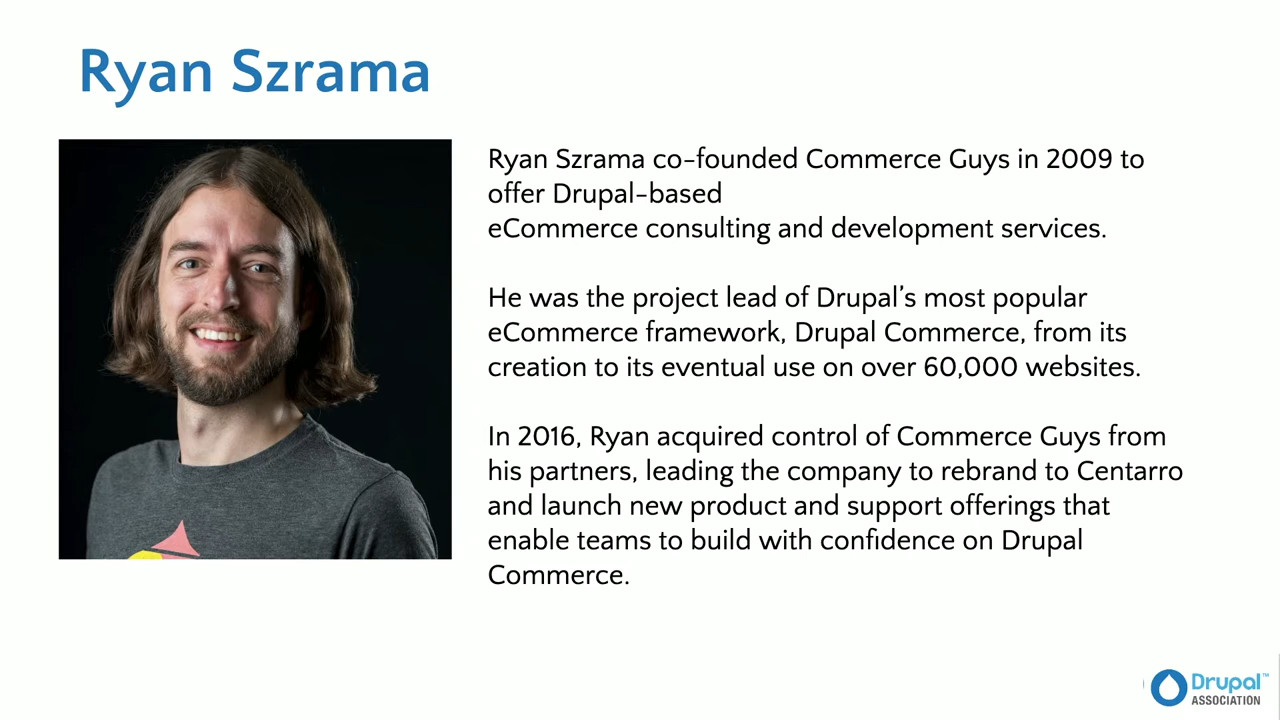 Ryan Szrama
Ryan Szrama co-founded Commerce Guys in 2009 to
offer Drupal-based
eCommerce consulting and development services.
He was the project lead of Drupal’s most popular
eCommerce framework, Drupal Commerce, from its
creation to its eventual use on over 60,000 websites.
In 2016, Ryan acquired control of Commerce Guys from
his partners, leading the company to rebrand to Centarro
and launch new product and support offerings that
enable teams to build with confidence on Drupal
Commerce.
Drupal™
ASSOCIATION